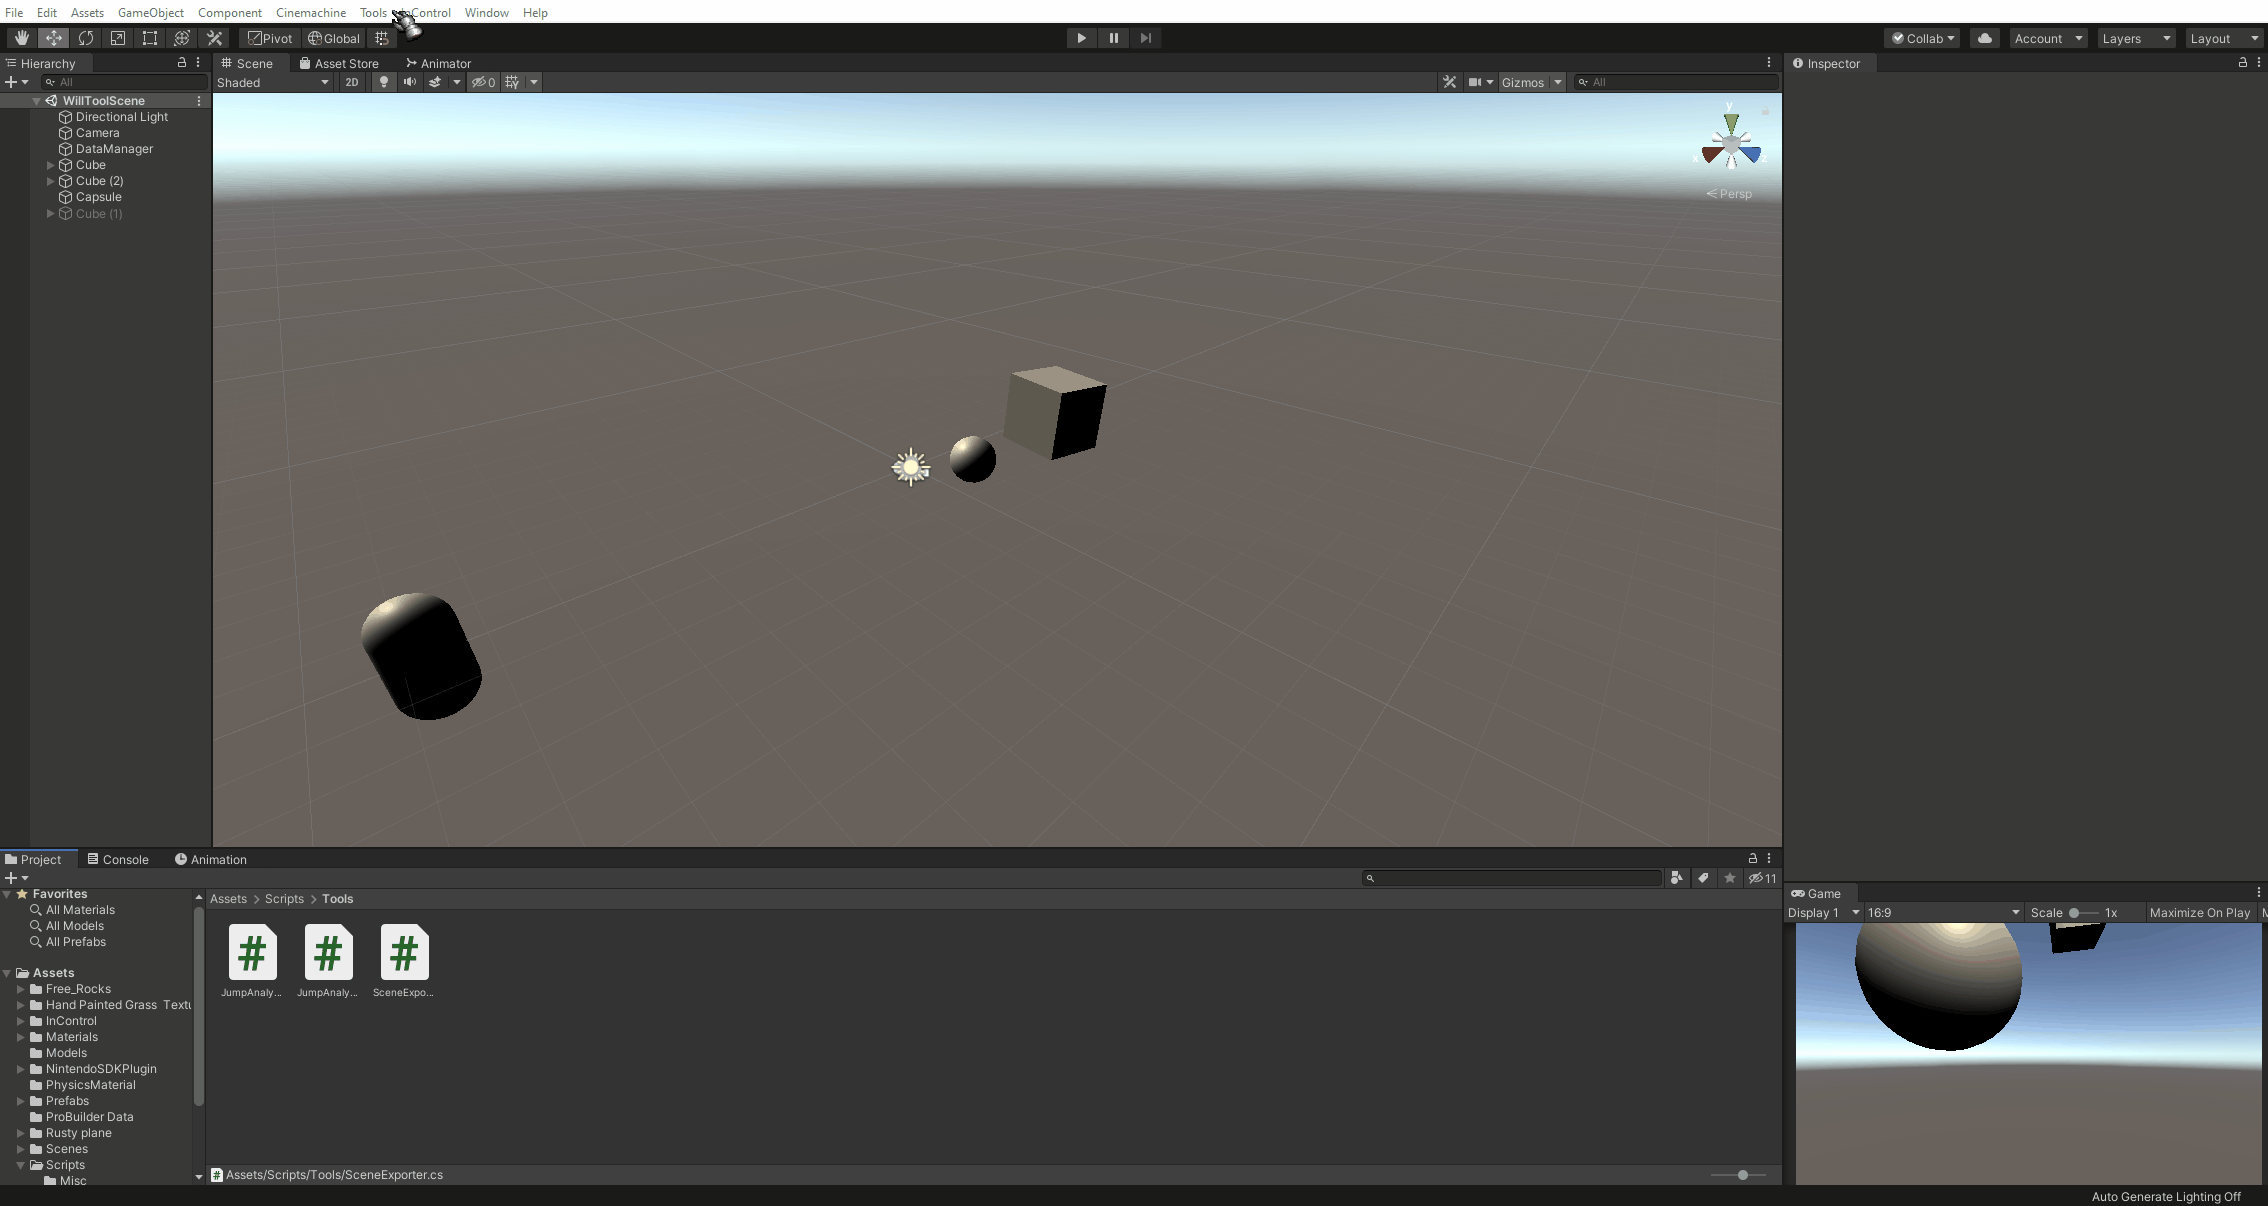 File Edit Assets GameObject Component Cinemachine Tools InControl Window Help
Pivot Global Collab Account Layers Layout
Hierarchy
All
WillToolScene
Directional Light
Camera
DataManager
Cube
Cube (2)
Capsule
Cube (1)
Scene Asset Store Animator
Shaded 2D 0 Gizmos All
y
x z
Persp
Inspector
Project Console Animation
11
Favorites
All Materials
All Models
All Prefabs
Assets
Free_Rocks
Hand Painted Grass Textu
InControl
Materials
Models
NintendoSDKPlugin
PhysicsMaterial
Prefabs
ProBuilder Data
Rusty plane
Scenes
Scripts
Misc
Assets > Scripts > Tools
# # #
JumpAnaly... JumpAnaly... SceneExpo...
# Assets/Scripts/Tools/SceneExporter.cs
Game
Display 1 16:9 Scale 1x Maximize On Play M
Auto Generate Lighting Off